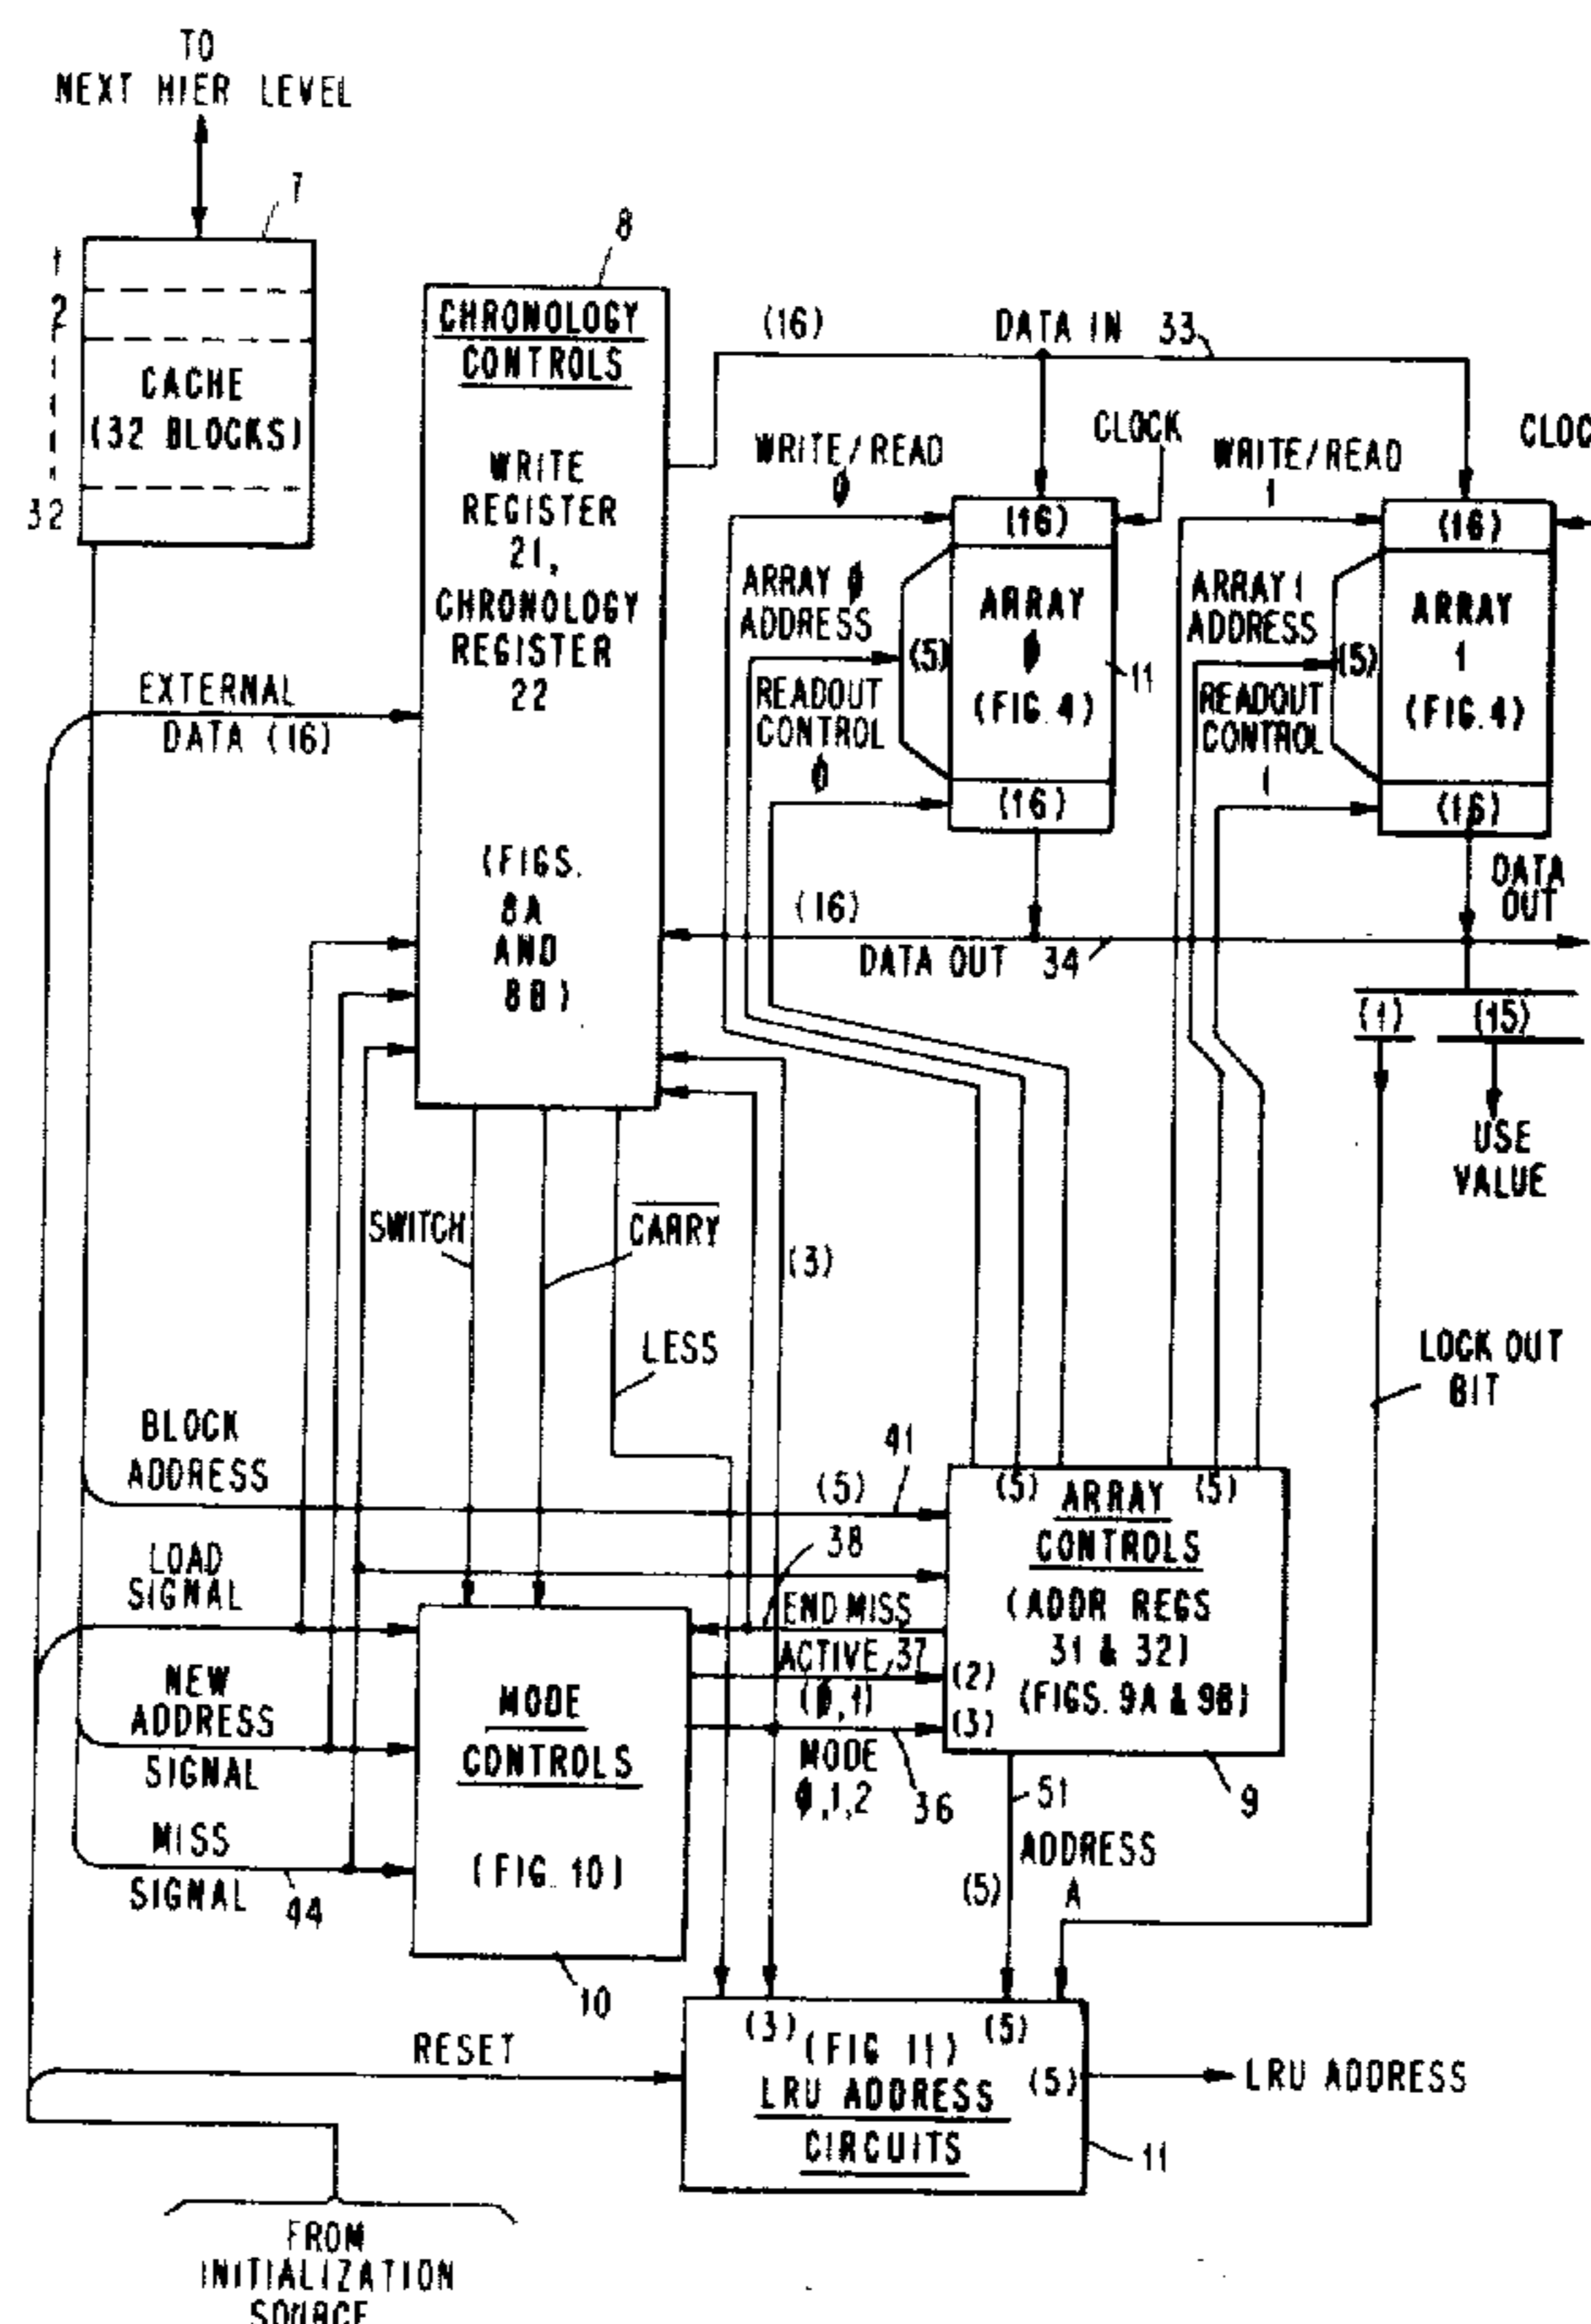 TO
NEXT HIER LEVEL
7
1
2
CACHE
(32 BLOCKS)
32
8
CHRONOLOGY
CONTROLS
WRITE
REGISTER
21,
CHRONOLOGY
REGISTER
22
(FIGS.
8A
AND
8B)
(16)
DATA IN 33
WRITE/READ
φ
CLOCK
WRITE/READ
1
CLOC
(16)
(16)
ARRAY φ
ADDRESS
(5)
ARRAY
φ
(FIG. 4)
11
READOUT
CONTROL
φ
(16)
ARRAY 1
ADDRESS
(5)
ARRAY
1
(FIG. 4)
READOUT
CONTROL
1
(16)
EXTERNAL
DATA (16)
(16)
DATA OUT 34
DATA
OUT
(1)
(15)
USE
VALUE
SWITCH
CARRY
(3)
LESS
LOCK OUT
BIT
BLOCK
ADDRESS
(5)
41
38
LOAD
SIGNAL
END MISS
ACTIVE 37
(φ,1)
MODE
φ,1,2
36
(5)
(5)
ARRAY
CONTROLS
(ADDR REGS
31 & 32)
(2)
(FIGS. 9A & 9B)
(3)
9
NEW
ADDRESS
SIGNAL
MODE
CONTROLS
(FIG. 10)
10
MISS
SIGNAL
44
51
ADDRESS
A
(5)
RESET
(3)
(5)
(FIG 11)
LRU ADDRESS
CIRCUITS
(5)
LRU ADDRESS
11
FROM
INITIALIZATION
SOURCE